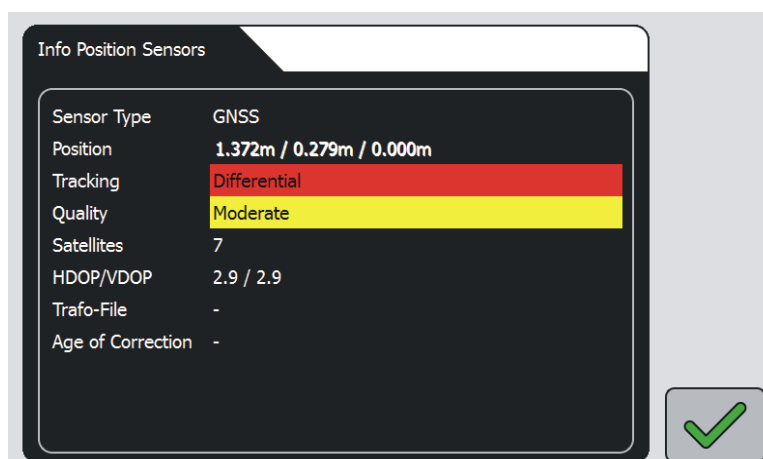 Info Position Sensors
Sensor Type GNSS
Position 1.372m / 0.279m / 0.000m
Tracking Differential
Quality Moderate
Satellites 7
HDOP/VDOP 2.9 / 2.9
Trafo-File -
Age of Correction -